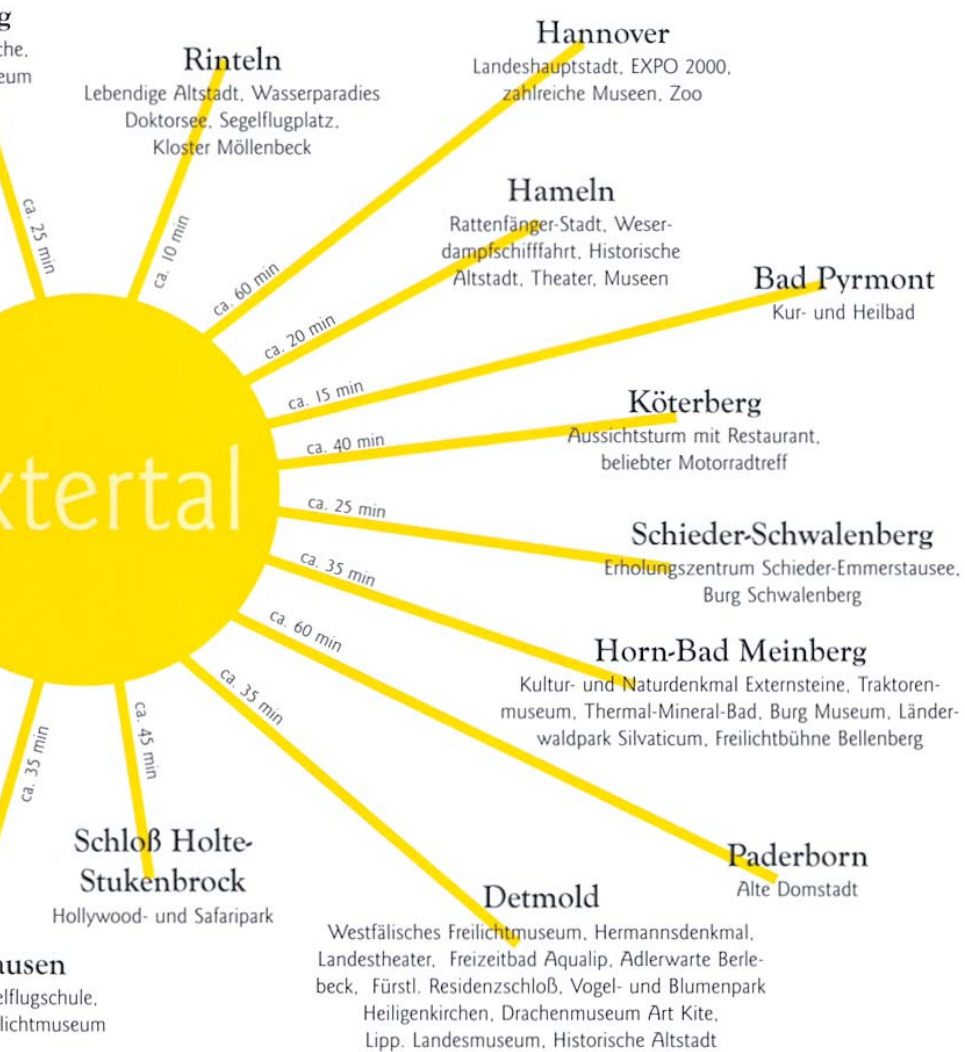 Rinteln
Lebendige Altstadt, Wasserparadies
Doktorsee, Segelflugplatz,
Kloster Möllenbeck
Hannover
Landeshauptstadt, EXPO 2000,
zahlreiche Museen, Zoo
Hameln
Rattenfänger-Stadt, Weser-
dampfschifffahrt, Historische
Altstadt, Theater, Museen
Bad Pyrmont
Kur- und Heilbad
Köterberg
Aussichtsturm mit Restaurant,
beliebter Motorradtreff
Schieder-Schwalenberg
Erholungszentrum Schieder-Emmerstausee,
Burg Schwalenberg
Horn-Bad Meinberg
Kultur- und Naturdenkmal Externsteine, Traktoren-
museum, Thermal-Mineral-Bad, Burg Museum, Länder-
waldpark Silvaticum, Freilichtbühne Bellenberg
Paderborn
Alte Domstadt
Detmold
Westfälisches Freilichtmuseum, Hermannsdenkmal,
Landestheater, Freizeitbad Aqualip, Adlerwarte Berle-
beck, Fürstl. Residenzschloß, Vogel- und Blumenpark
Heiligenkirchen, Drachenmuseum Art Kite,
Lipp. Landesmuseum, Historische Altstadt
Schloß Holte-
Stukenbrock
Hollywood- und Safaripark
ausen
elflugschule,
lichtmuseum
che,
eum
ca. 25 min
ca. 10 min
ca. 60 min
ca. 20 min
ca. 15 min
ca. 40 min
ca. 25 min
ca. 35 min
ca. 60 min
ca. 35 min
ca. 45 min
ca. 35 min
xtertal